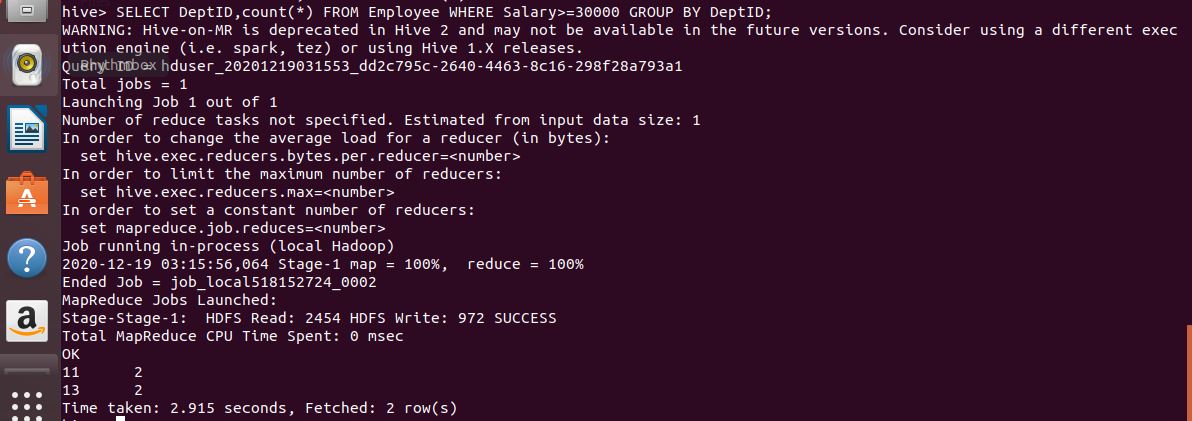 hive> SELECT DeptID,count(*) FROM Employee WHERE Salary>=30000 GROUP BY DeptID;
WARNING: Hive-on-MR is deprecated in Hive 2 and may not be available in the future versions. Consider using a different exec
ution engine (i.e. spark, tez) or using Hive 1.X releases.
Query ID = hduser_20201219031553_dd2c795c-2640-4463-8c16-298f28a793a1
Rhythmbox
Total jobs = 1
Launching Job 1 out of 1
Number of reduce tasks not specified. Estimated from input data size: 1
In order to change the average load for a reducer (in bytes):
  set hive.exec.reducers.bytes.per.reducer=<number>
In order to limit the maximum number of reducers:
  set hive.exec.reducers.max=<number>
In order to set a constant number of reducers:
  set mapreduce.job.reduces=<number>
Job running in-process (local Hadoop)
2020-12-19 03:15:56,064 Stage-1 map = 100%,  reduce = 100%
Ended Job = job_local518152724_0002
MapReduce Jobs Launched:
Stage-Stage-1:  HDFS Read: 2454 HDFS Write: 972 SUCCESS
Total MapReduce CPU Time Spent: 0 msec
OK
11      2
13      2
Time taken: 2.915 seconds, Fetched: 2 row(s)